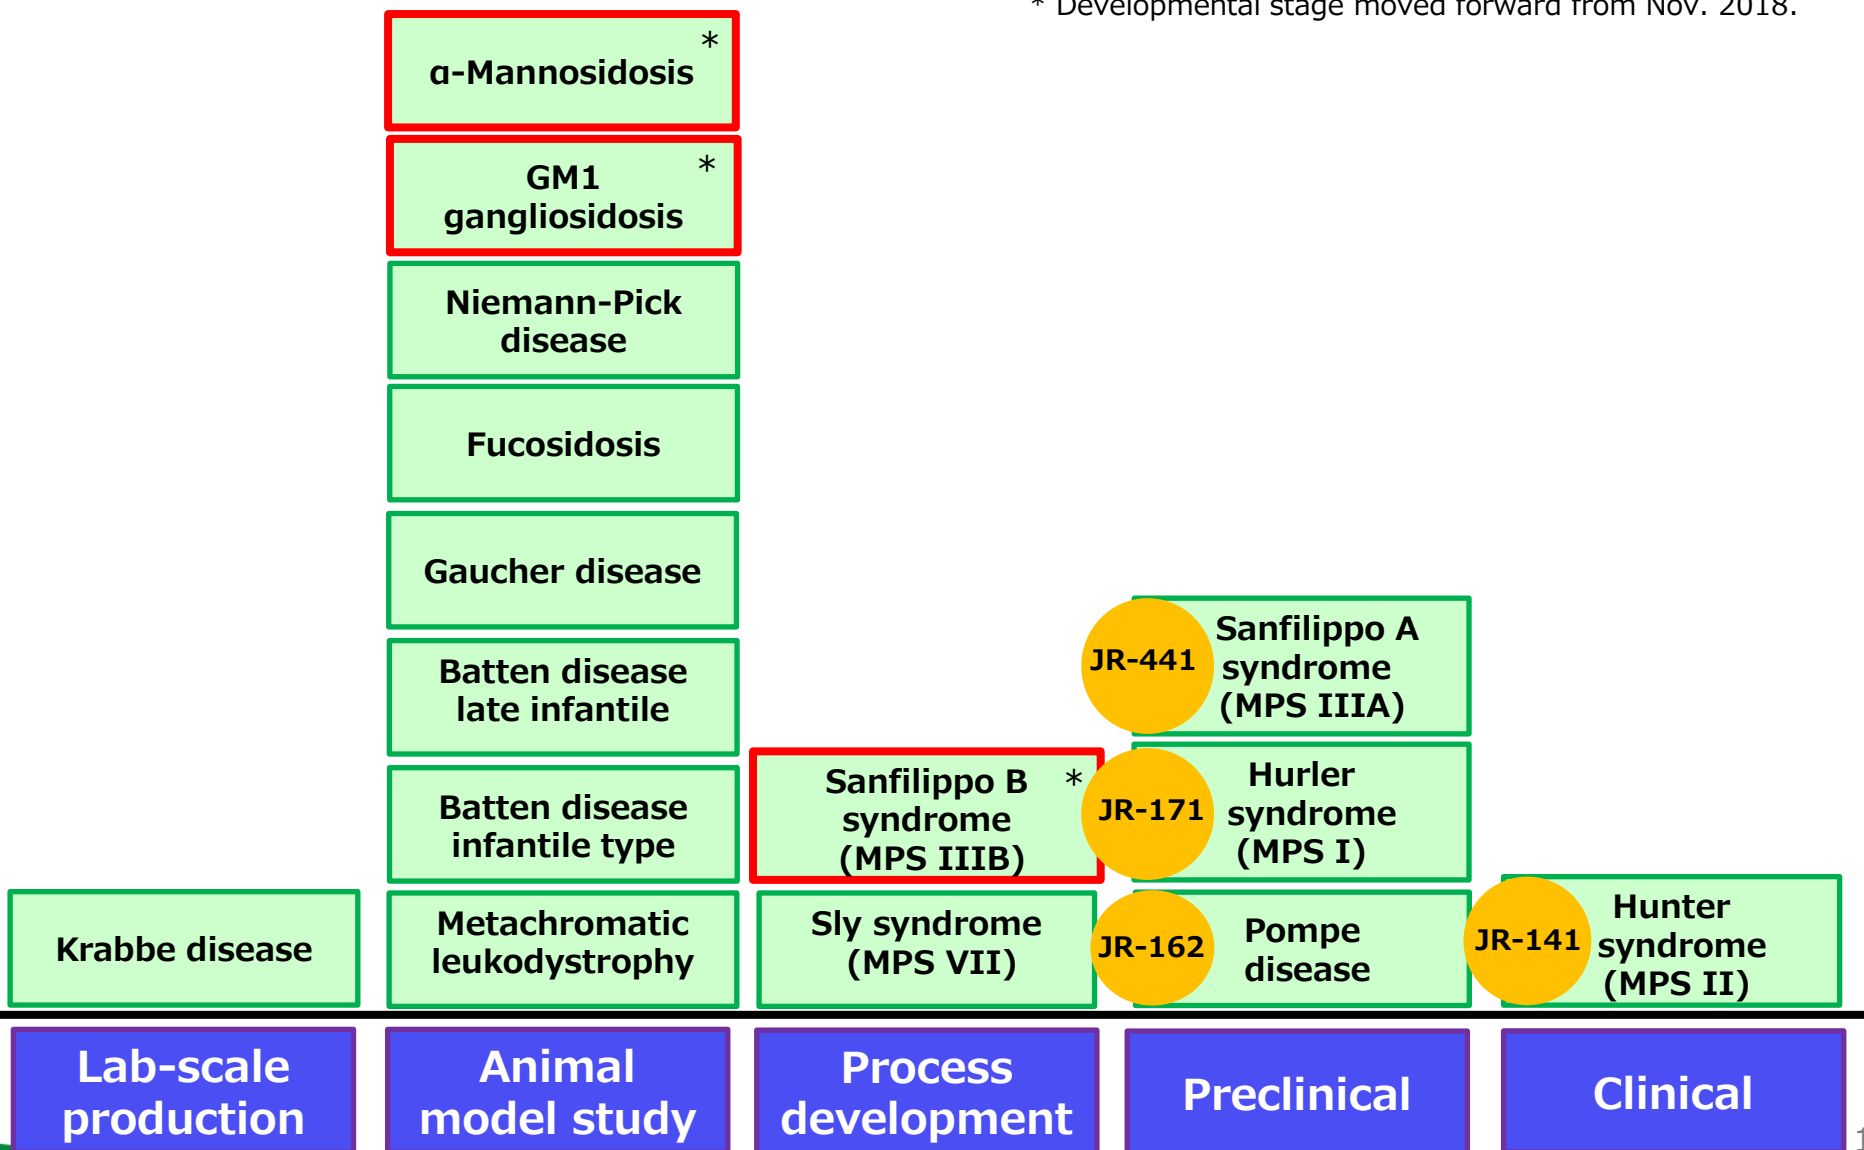 * Developmental stage moved forward from Nov. 2018.
*
α-Mannosidosis
*
GM1
gangliosidosis
Niemann-Pick
disease
Fucosidosis
Gaucher disease
Batten disease
late infantile
Batten disease
infantile type
Metachromatic
leukodystrophy
Krabbe disease
Sanfilippo B *
syndrome
(MPS IIIB)
Sly syndrome
(MPS VII)
JR-441
Sanfilippo A
syndrome
(MPS IIIA)
JR-171
Hurler
syndrome
(MPS I)
JR-162
Pompe
disease
JR-141
Hunter
syndrome
(MPS II)
Lab-scale
production
Animal
model study
Process
development
Preclinical
Clinical